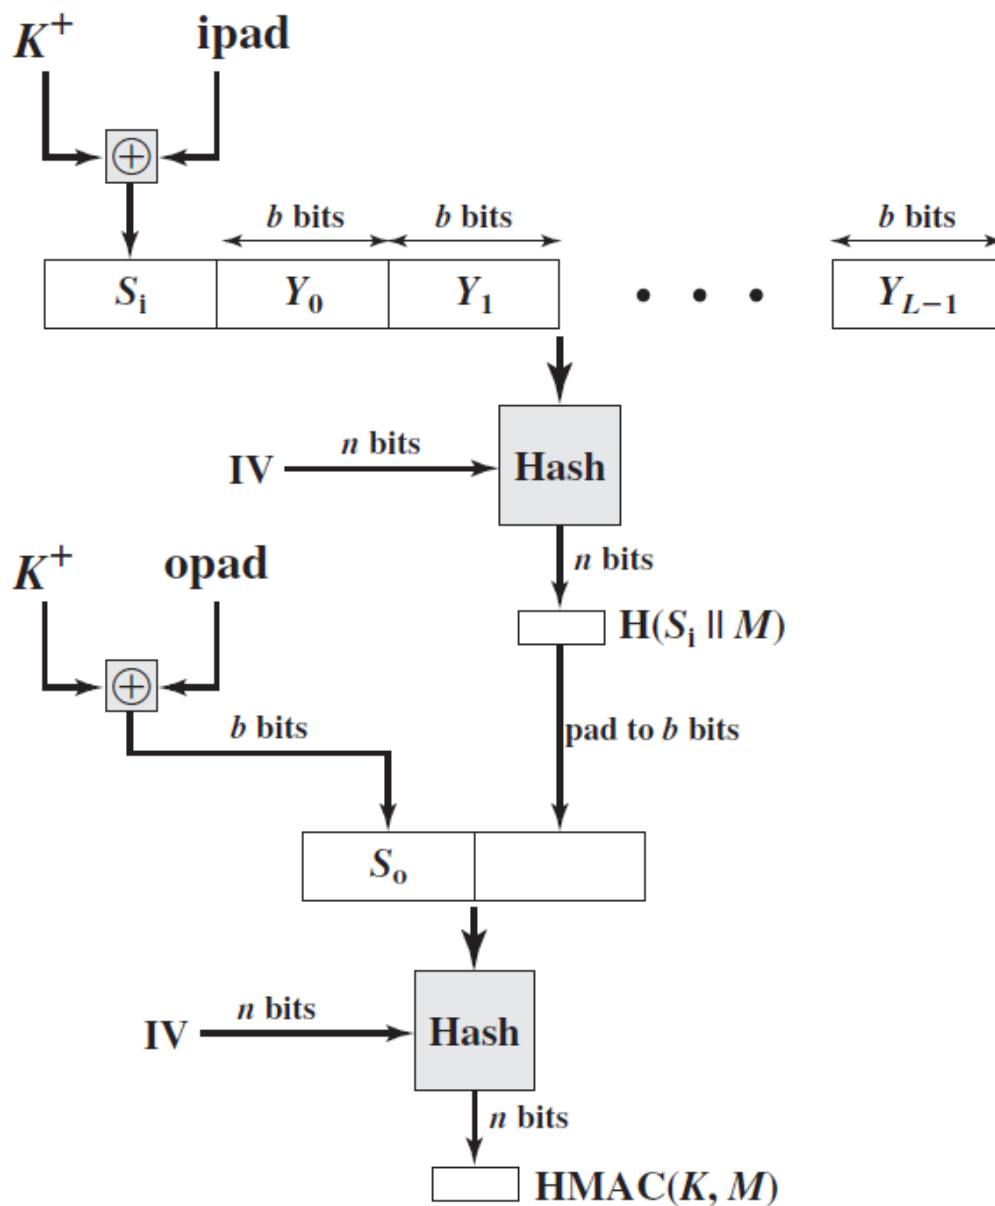 K⁺ ipad
⊕
b bits b bits b bits
Sᵢ Y₀ Y₁ • • • Y_{L−1}
n bits
IV Hash
n bits
K⁺ opad
H(Sᵢ || M)
⊕
b bits
pad to b bits
Sₒ
n bits
IV Hash
n bits
HMAC(K, M)